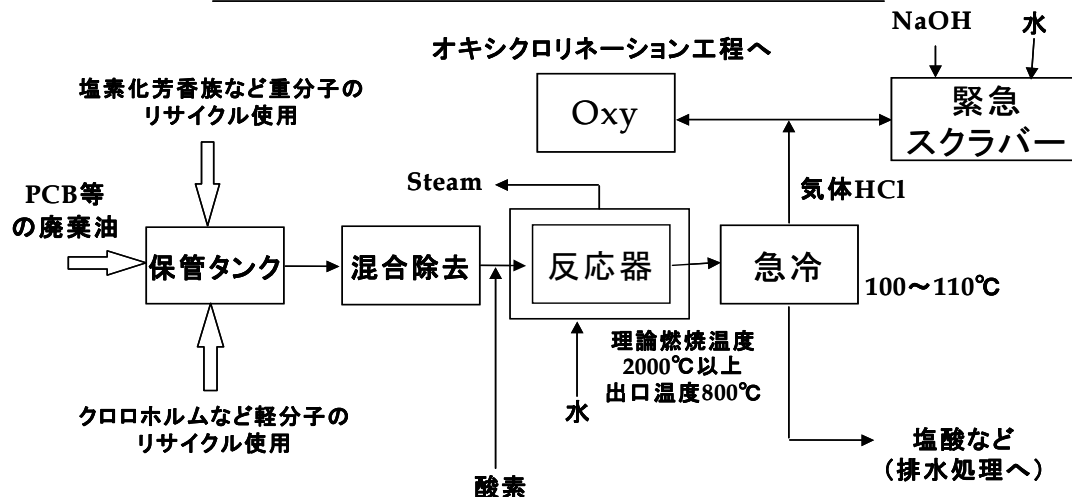 NaOH
水
オキシクロリネーション工程へ
塩素化芳香族など重分子の
リサイクル使用
Oxy
緊急
スクラバー
Steam
気体HCl
PCB等
の廃棄油
保管タンク
混合除去
反応器
急冷
100～110℃
理論燃焼温度
2000℃以上
出口温度800℃
水
クロロホルムなど軽分子の
リサイクル使用
塩酸など
（排水処理へ）
酸素